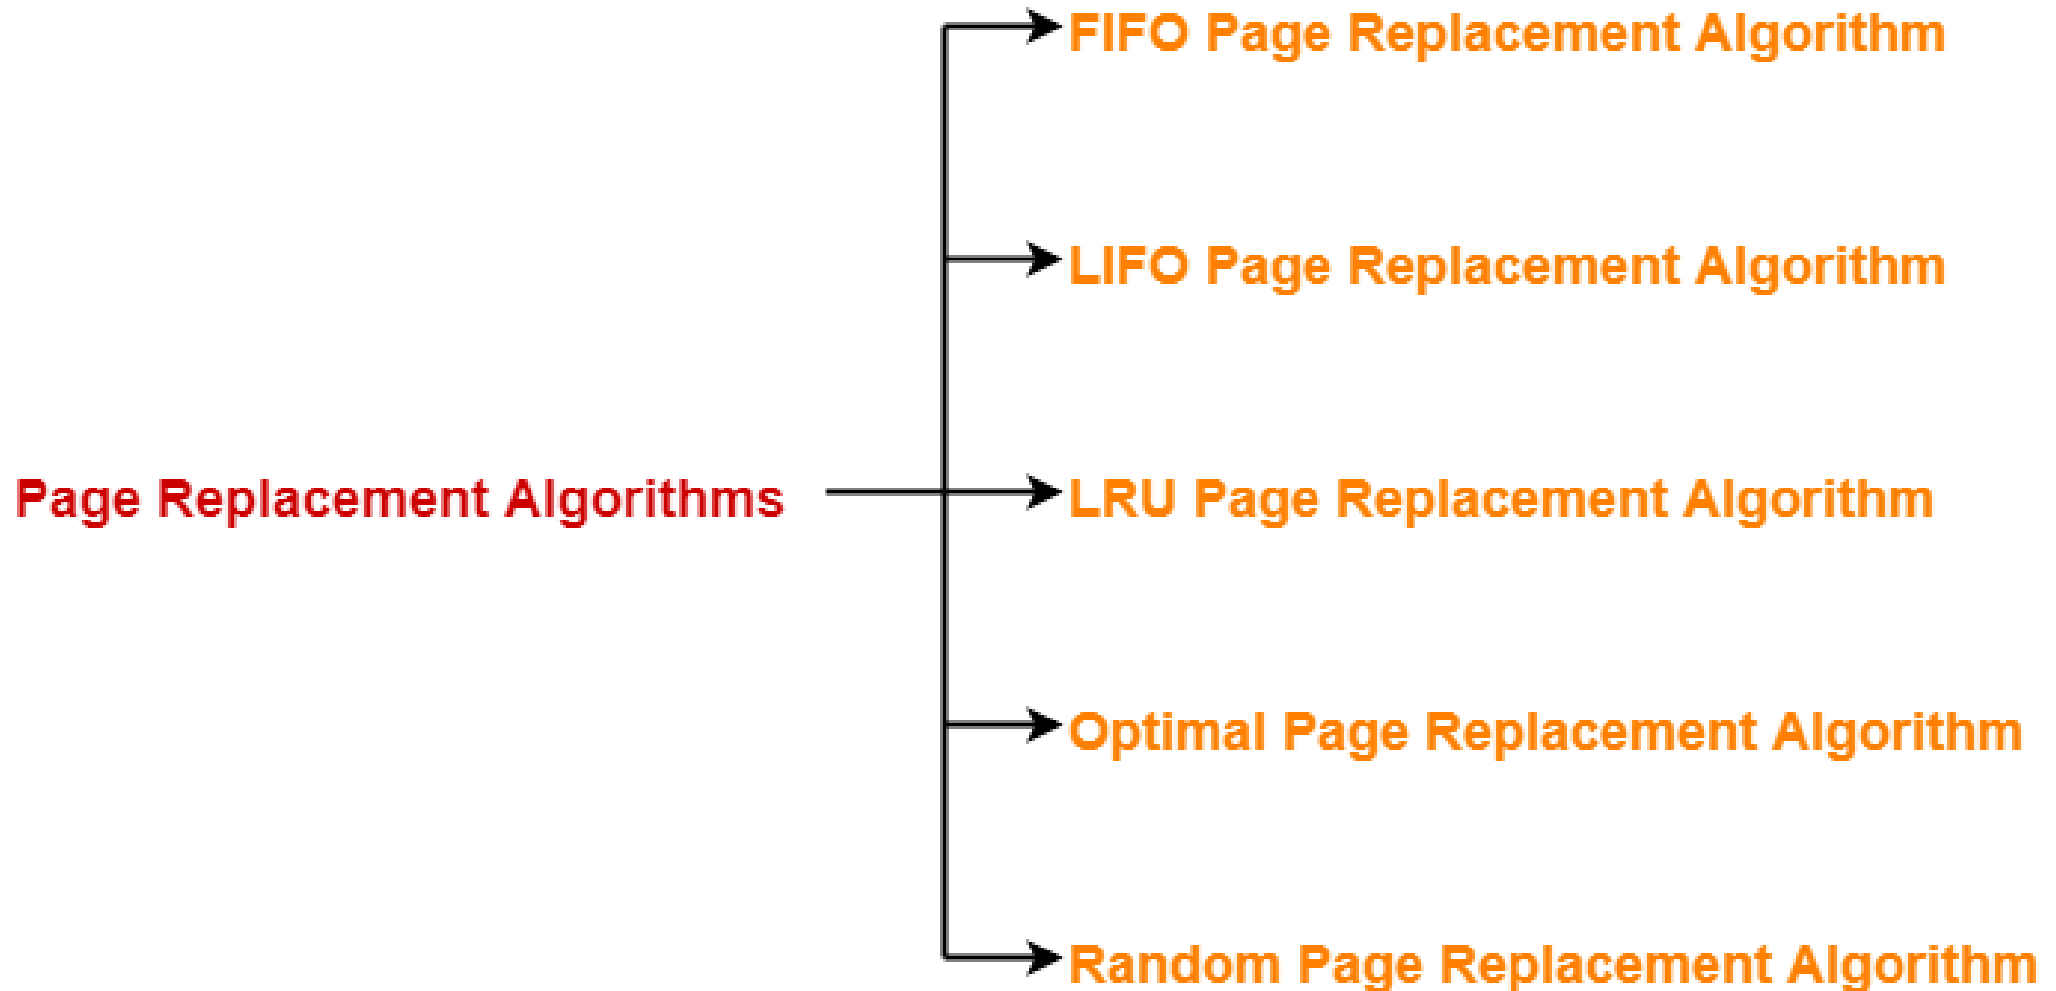 FIFO Page Replacement Algorithm
LIFO Page Replacement Algorithm
Page Replacement Algorithms
LRU Page Replacement Algorithm
Optimal Page Replacement Algorithm
Random Page Replacement Algorithm